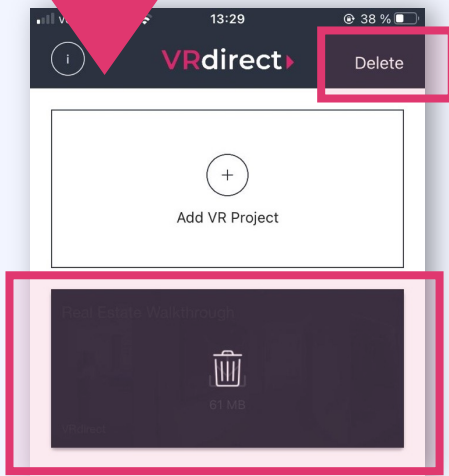 13:29
38 %
i
VRdirect
Delete
Add VR Project
Real Estate Walkthrough
61 MB